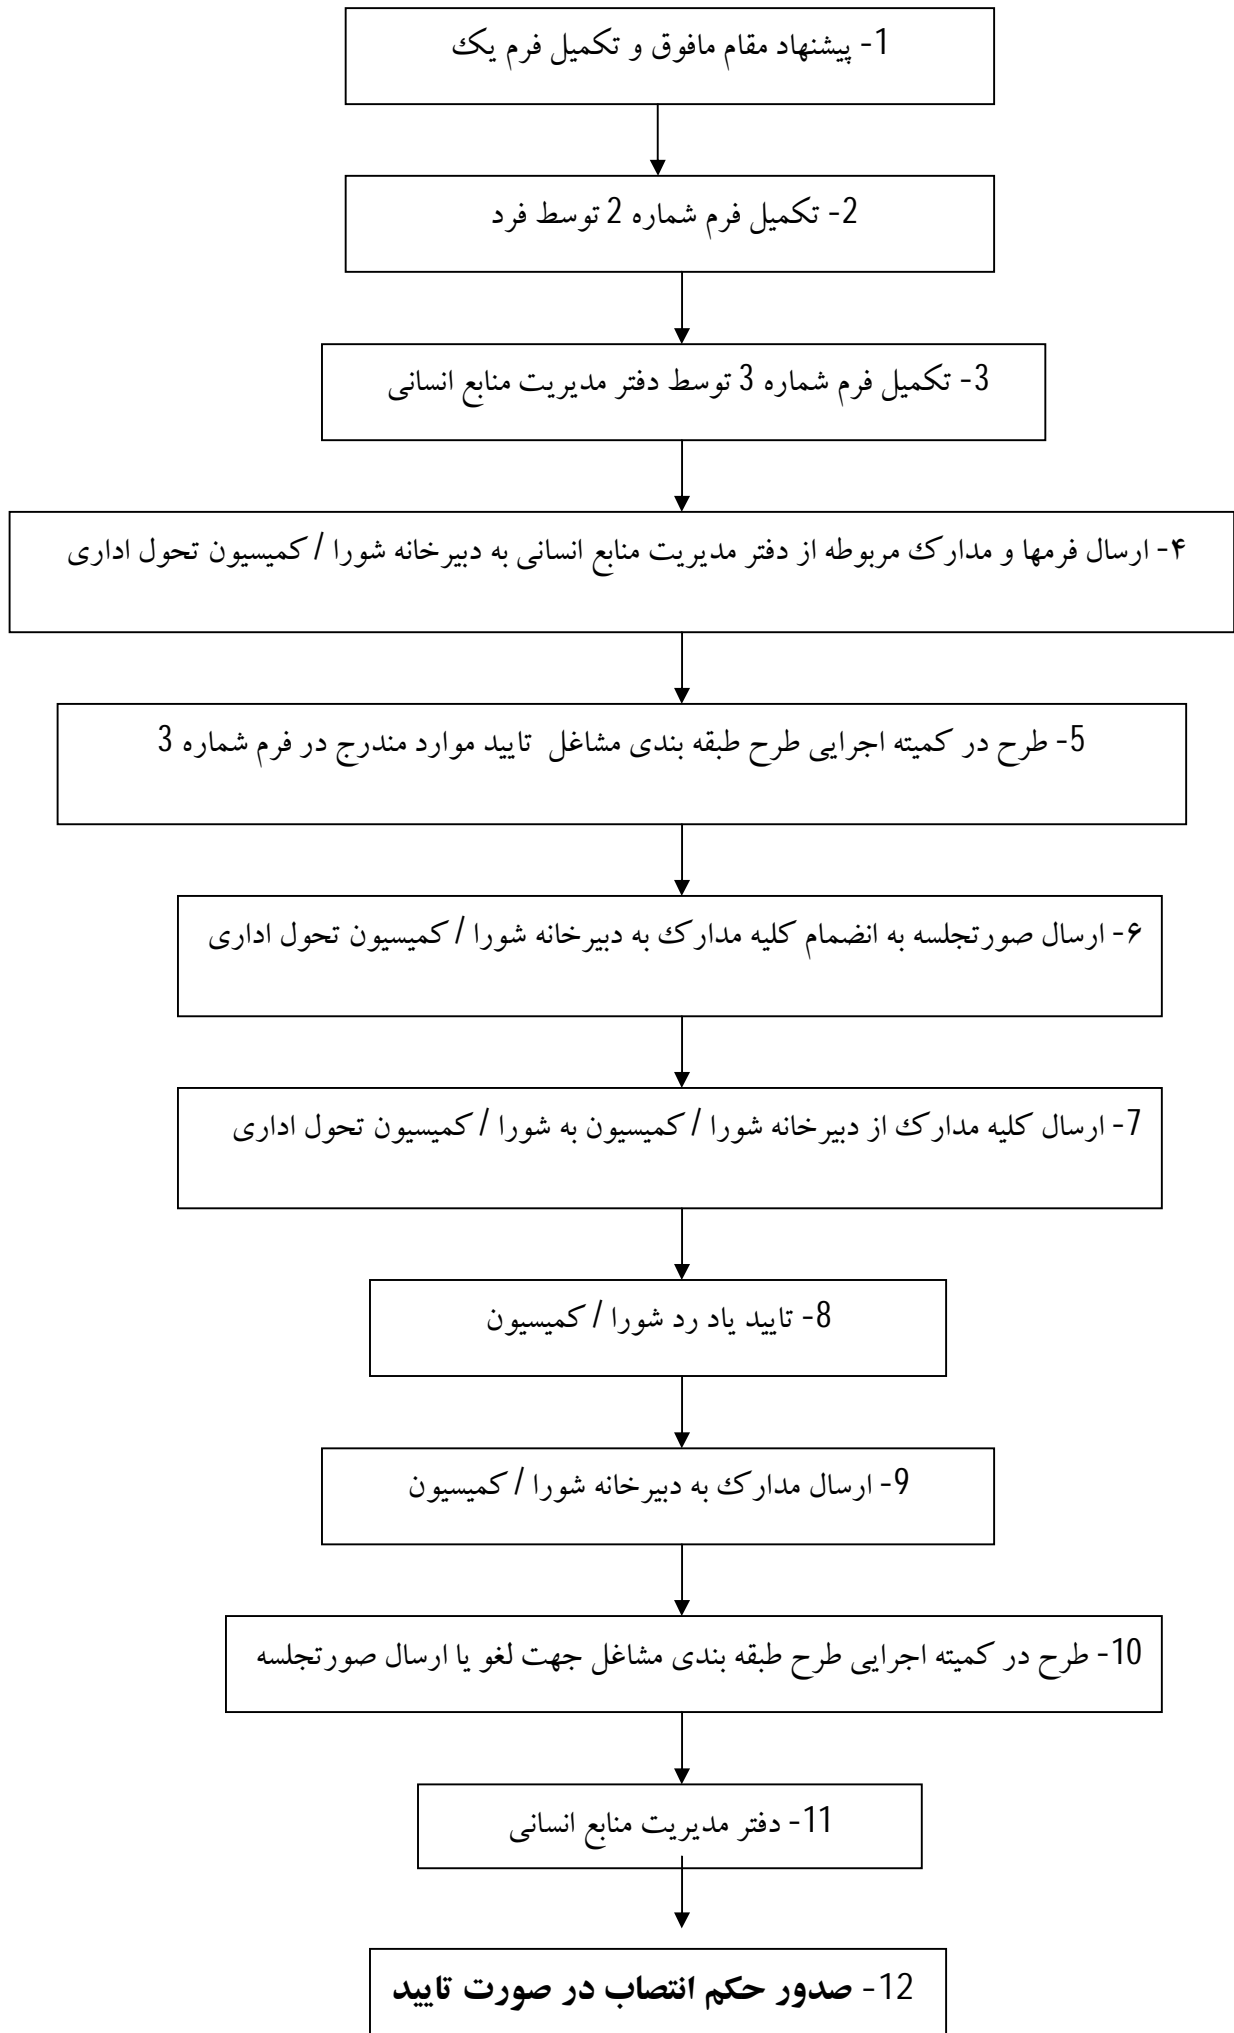 1- پیشنهاد مقام مافوق و تکمیل فرم یک
2- تکمیل فرم شماره 2 توسط فرد
3- تکمیل فرم شماره 3 توسط دفتر مدیریت منابع انسانی
۴- ارسال فرمها و مدارک مربوطه از دفتر مدیریت منابع انسانی به دبیرخانه شورا / کمیسیون تحول اداری
5- طرح در کمیته اجرایی طرح طبقه بندی مشاغل تایید موارد مندرج در فرم شماره 3
۶- ارسال صورتجلسه به انضمام کلیه مدارک به دبیرخانه شورا / کمیسیون تحول اداری
7- ارسال کلیه مدارک از دبیرخانه شورا / کمیسیون به شورا / کمیسیون تحول اداری
8- تایید یاد رد شورا / کمیسیون
9- ارسال مدارک به دبیرخانه شورا / کمیسیون
10- طرح در کمیته اجرایی طرح طبقه بندی مشاغل جهت لغو یا ارسال صورتجلسه
11- دفتر مدیریت منابع انسانی
12- صدور حکم انتصاب در صورت تایید